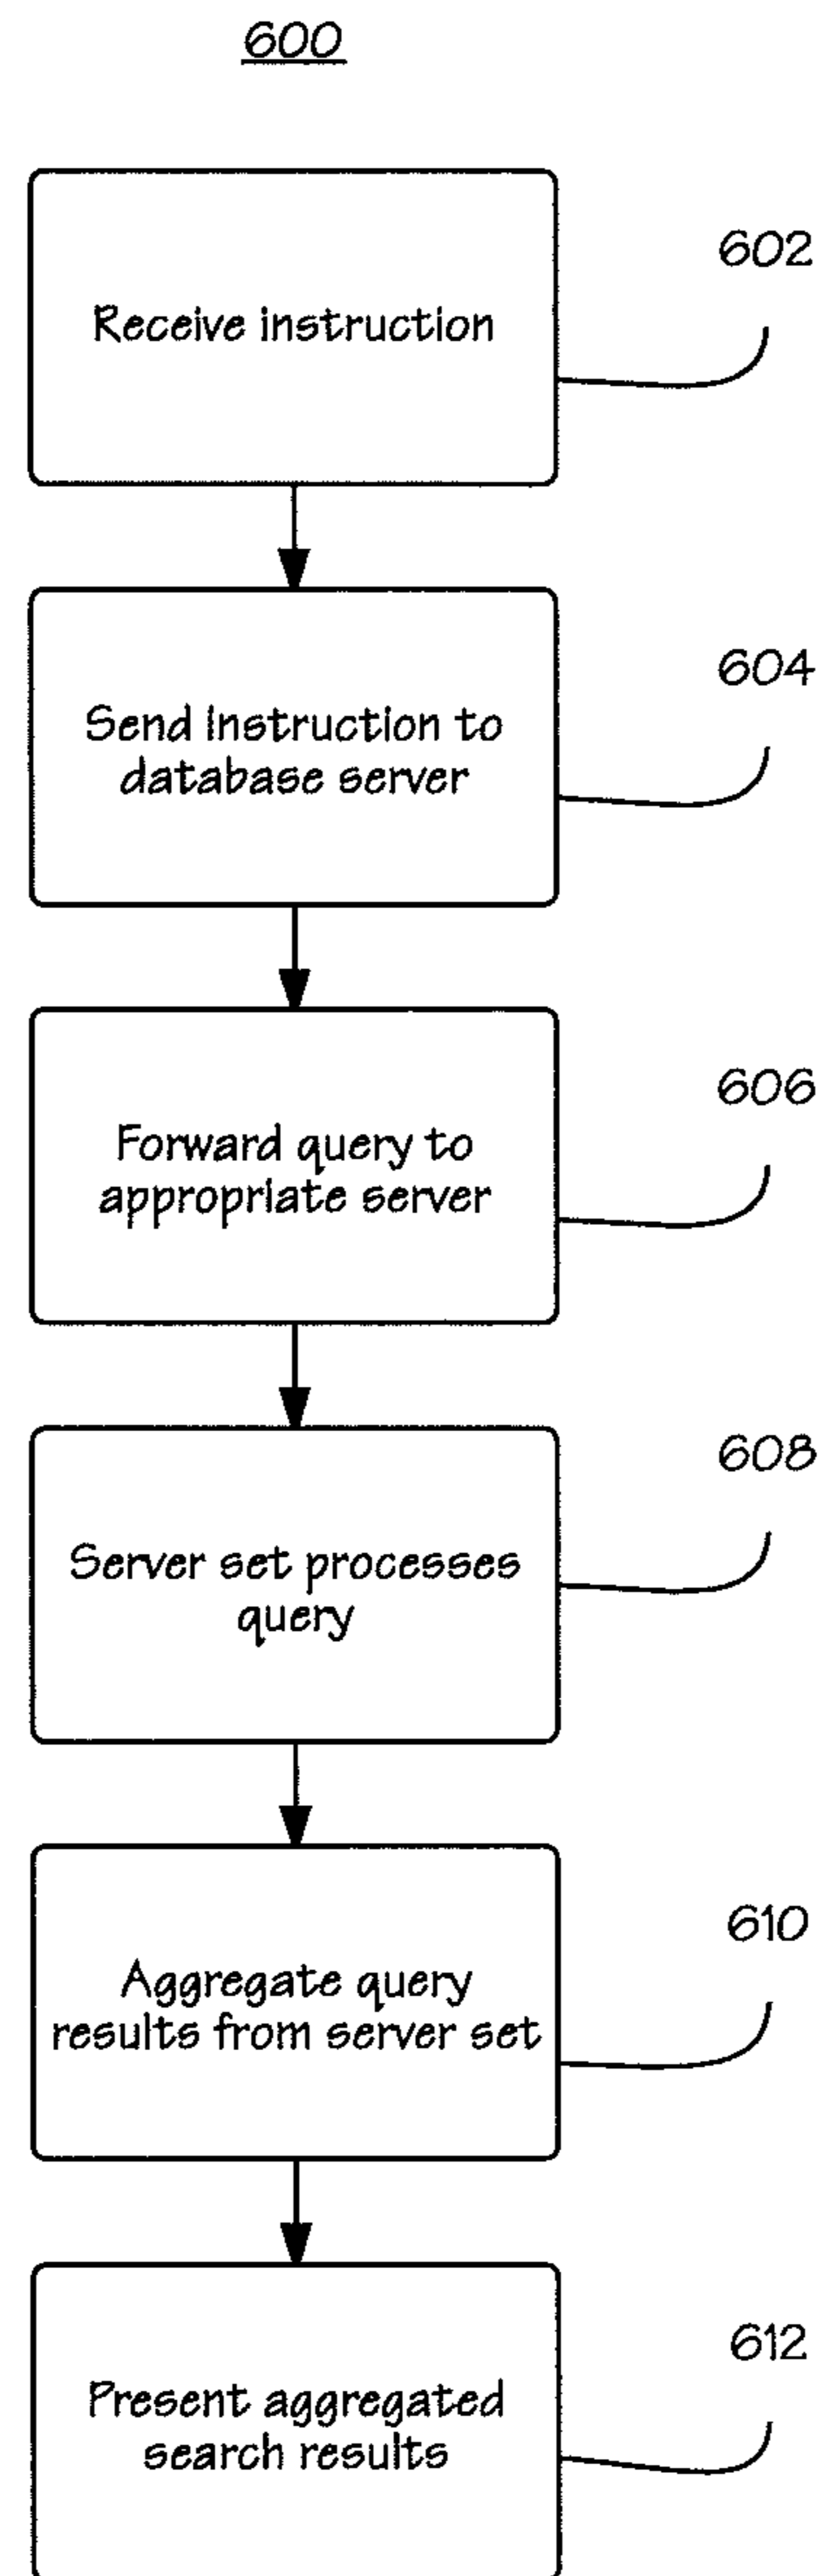 600
Receive instruction
602
Send instruction to
database server
604
Forward query to
appropriate server
606
Server set processes
query
608
Aggregate query
results from server set
610
Present aggregated
search results
612